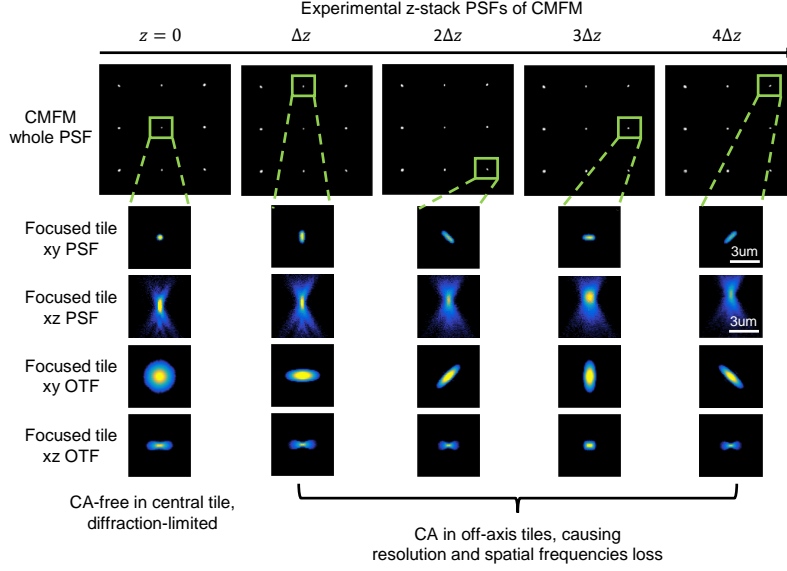 Experimental z-stack PSFs of CMFM
z = 0
Δz
2Δz
3Δz
4Δz
CMFM
whole PSF
Focused tile
xy PSF
3um
Focused tile
xz PSF
3um
Focused tile
xy OTF
Focused tile
xz OTF
CA-free in central tile,
diffraction-limited
CA in off-axis tiles, causing
resolution and spatial frequencies loss